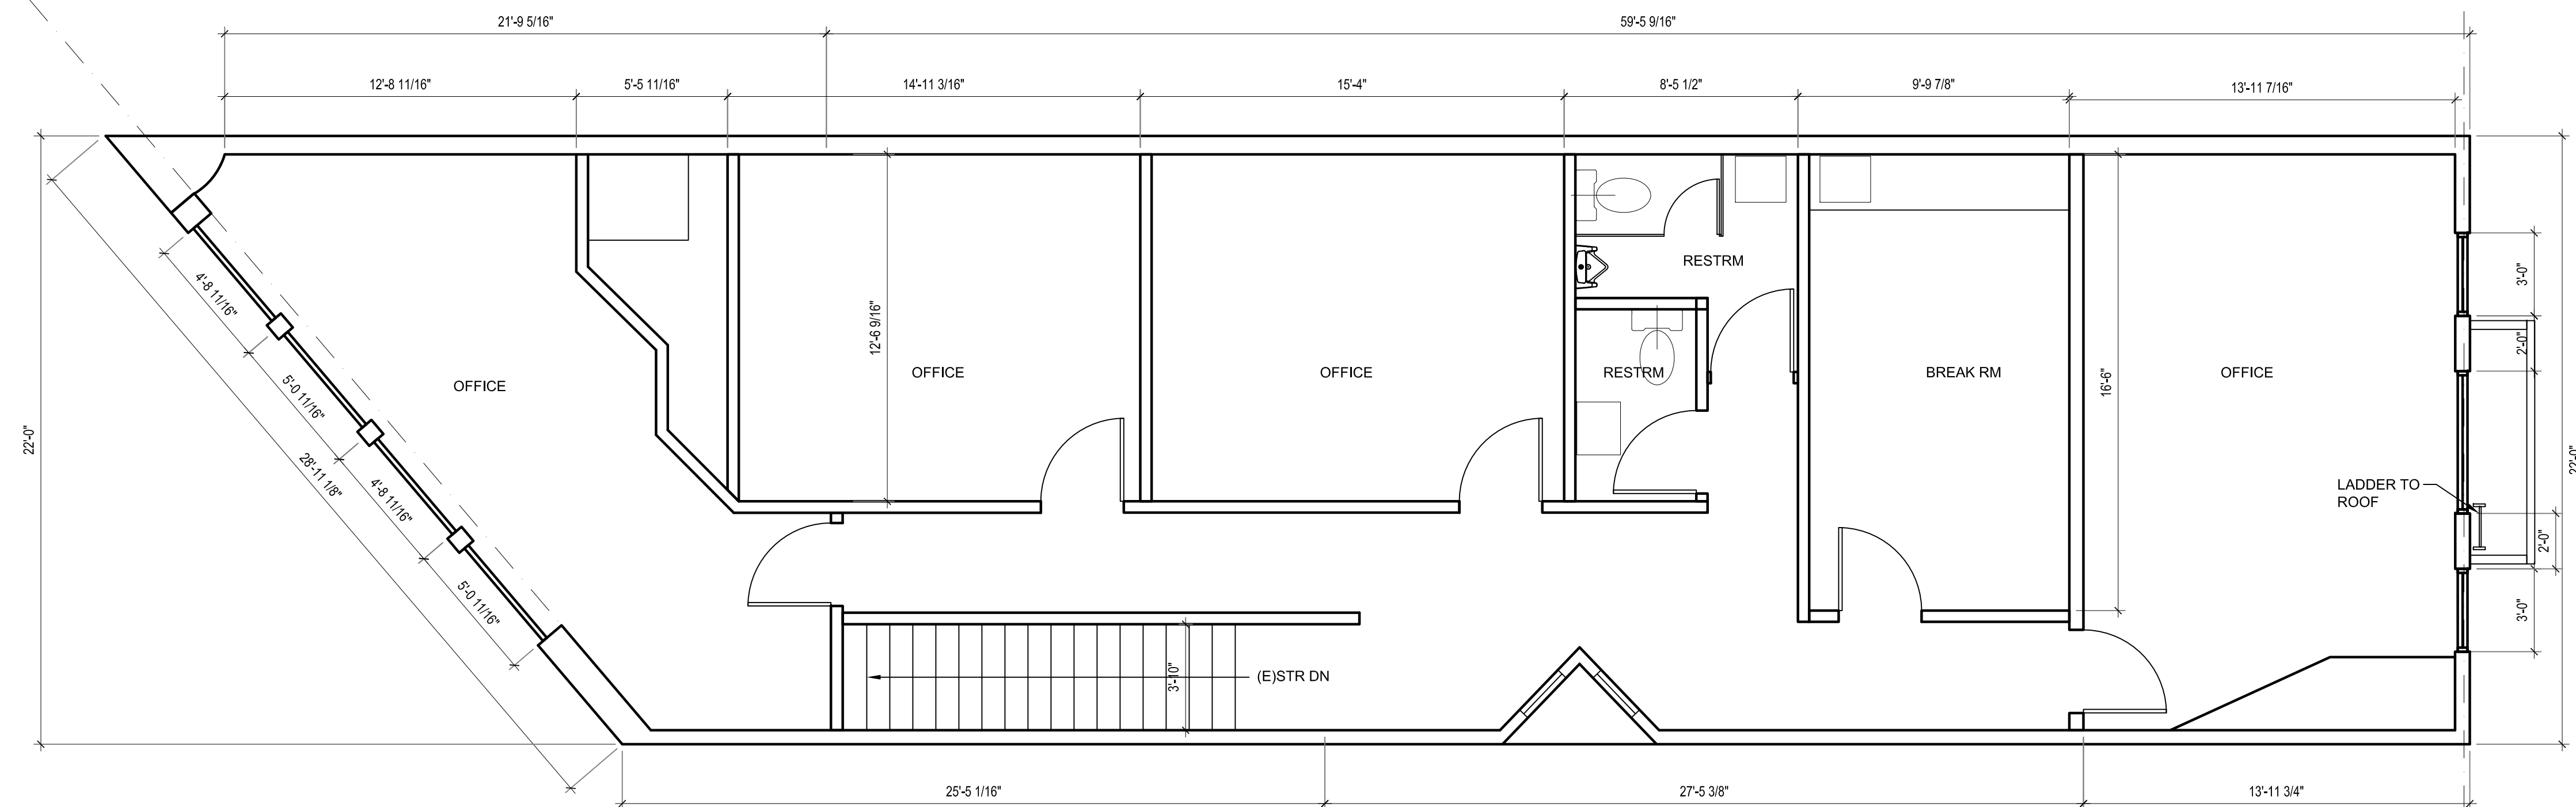 21'-9 5/16" 59'-5 9/16"
12'-8 11/16" 5'-5 11/16" 14'-11 3/16" 15'-4" 8'-5 1/2" 9'-9 7/8" 13'-11 7/16"
RESTRM
4'-8 11/16"
3'-0"
12'-6 9/16"
2'-0"
OFFICE
OFFICE
OFFICE
RESTRM
BREAK RM
OFFICE
16'-6"
5'-0 11/16"
22'-0"
28'-11 1/8"
22'-0"
4'-8 11/16"
LADDER TO
ROOF
2'-0"
5'-0 11/16"
3'-0"
3'-10"
(E)STR DN
25'-5 1/16" 27'-5 3/8" 13'-11 3/4"